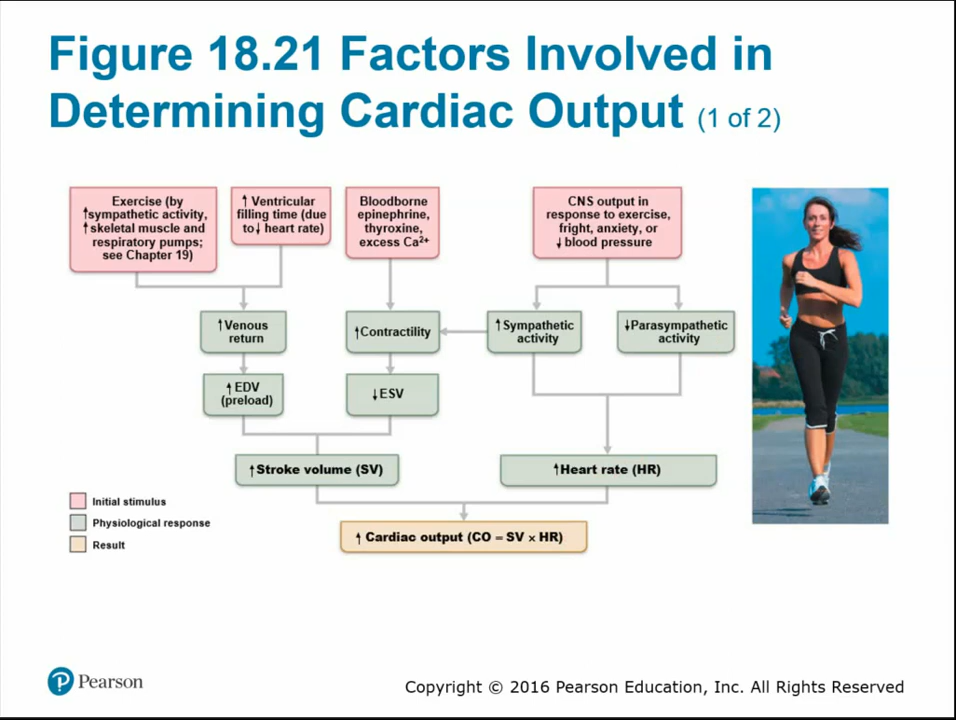 Figure 18.21 Factors Involved in
Determining Cardiac Output (1 of 2)
Exercise (by
↑sympathetic activity,
↑skeletal muscle and
respiratory pumps;
see Chapter 19)
↑ Ventricular
filling time (due
to↓ heart rate)
Bloodborne
epinephrine,
thyroxine,
excess Ca²⁺
CNS output in
response to exercise,
fright, anxiety, or
↓ blood pressure
↑Venous
return
↑Contractility
↑Sympathetic
activity
↓Parasympathetic
activity
↑ EDV
(preload)
↓ESV
↑Stroke volume (SV)
↑Heart rate (HR)
Initial stimulus
Physiological response
Result
↑ Cardiac output (CO = SV x HR)
P Pearson
Copyright © 2016 Pearson Education, Inc. All Rights Reserved